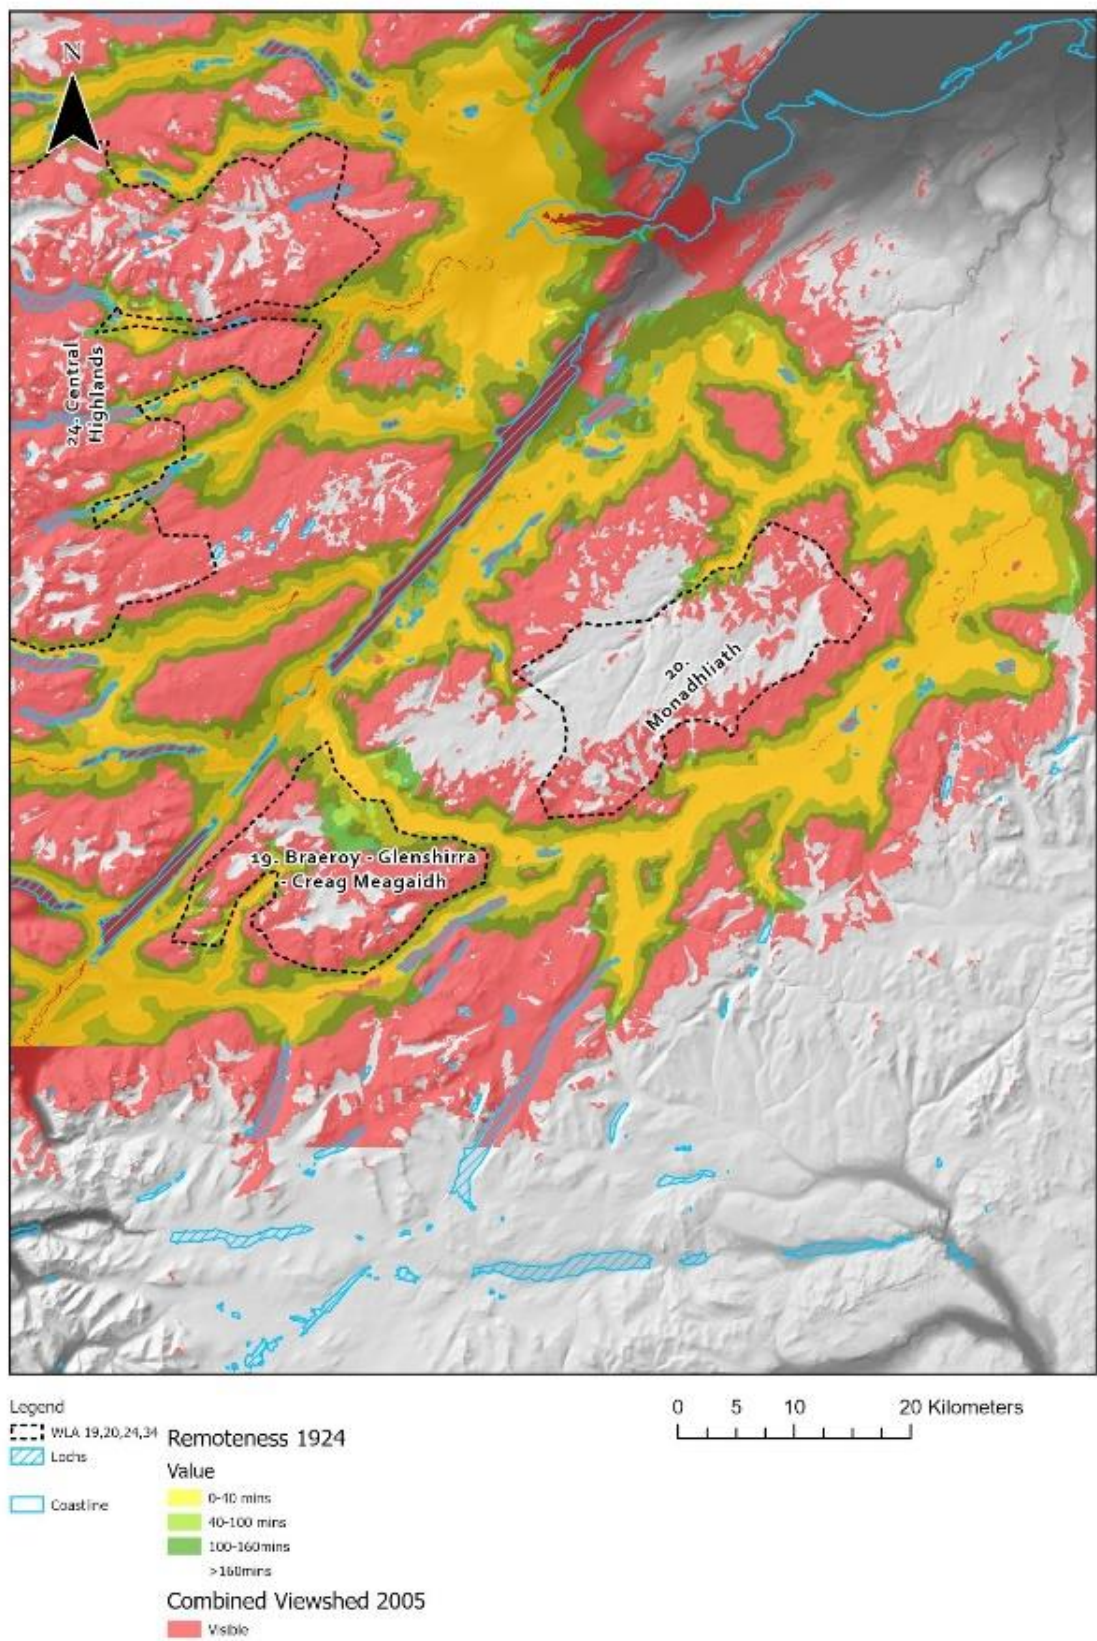 N
24. Central
Highlands
20.
Monadhliath
19. Braeroy - Glenshirra
- Creag Meagaidh
Legend
WLA 19,20,24,34
Lochs
Coastline
Remoteness 1924
Value
0-40 mins
40-100 mins
100-160mins
>160mins
Combined Viewshed 2005
Visible
0 5 10 20 Kilometers